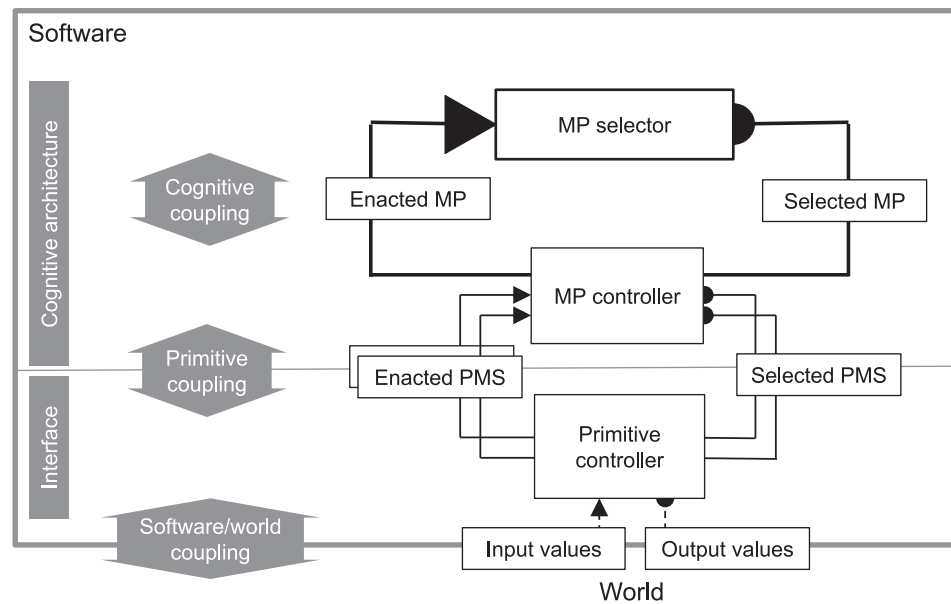 Software
MP selector
Cognitive architecture
Cognitive
coupling
Enacted MP
Selected MP
MP controller
Primitive
coupling
Enacted PMS
Selected PMS
Interface
Primitive
controller
Software/world
coupling
Input values
Output values
World